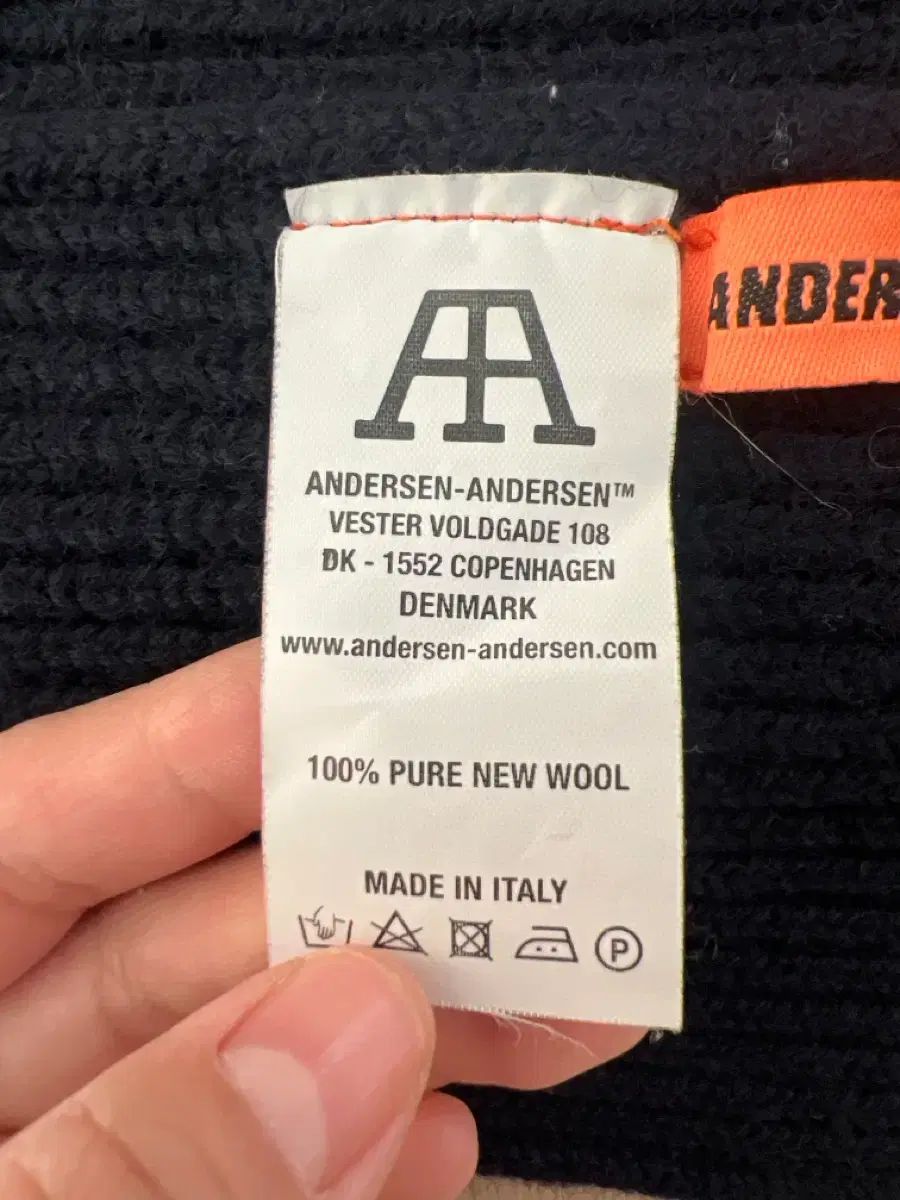 ANDERSEN-ANDERSEN™
VESTER VOLDGADE 108
DK - 1552 COPENHAGEN
DENMARK
www.andersen-andersen.com
100% PURE NEW WOOL
MADE IN ITALY
P
ANDER